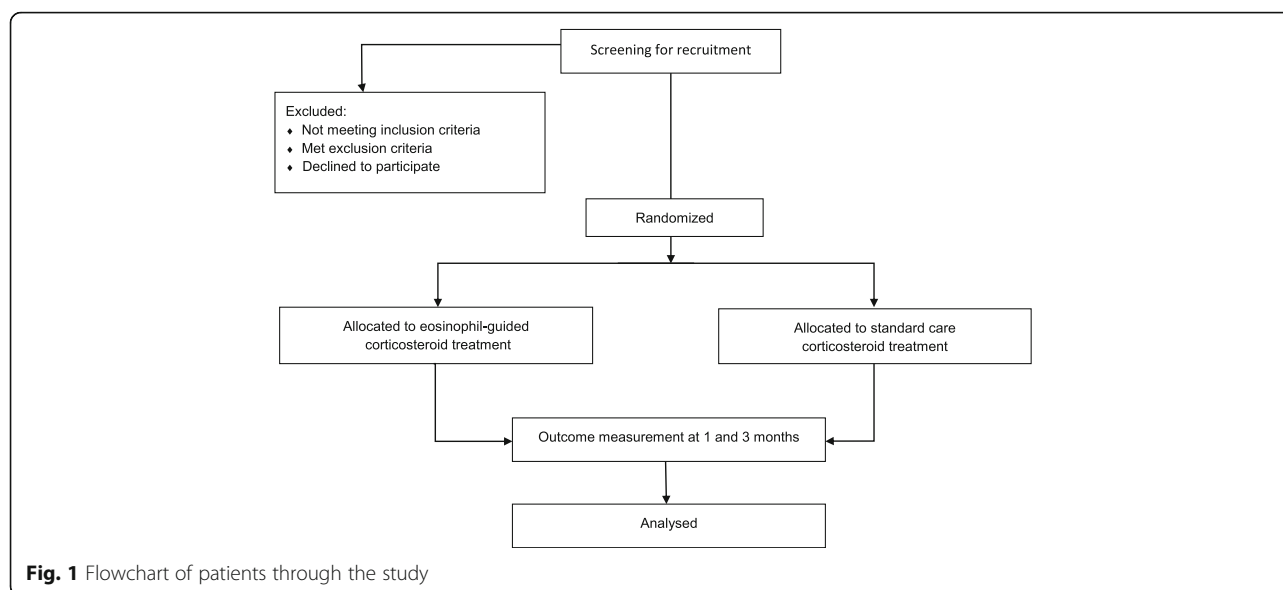 Screening for recruitment
Excluded:
♦ Not meeting inclusion criteria
♦ Met exclusion criteria
♦ Declined to participate
Randomized
Allocated to eosinophil-guided
corticosteroid treatment
Allocated to standard care
corticosteroid treatment
Outcome measurement at 1 and 3 months
Analysed
Fig. 1 Flowchart of patients through the study